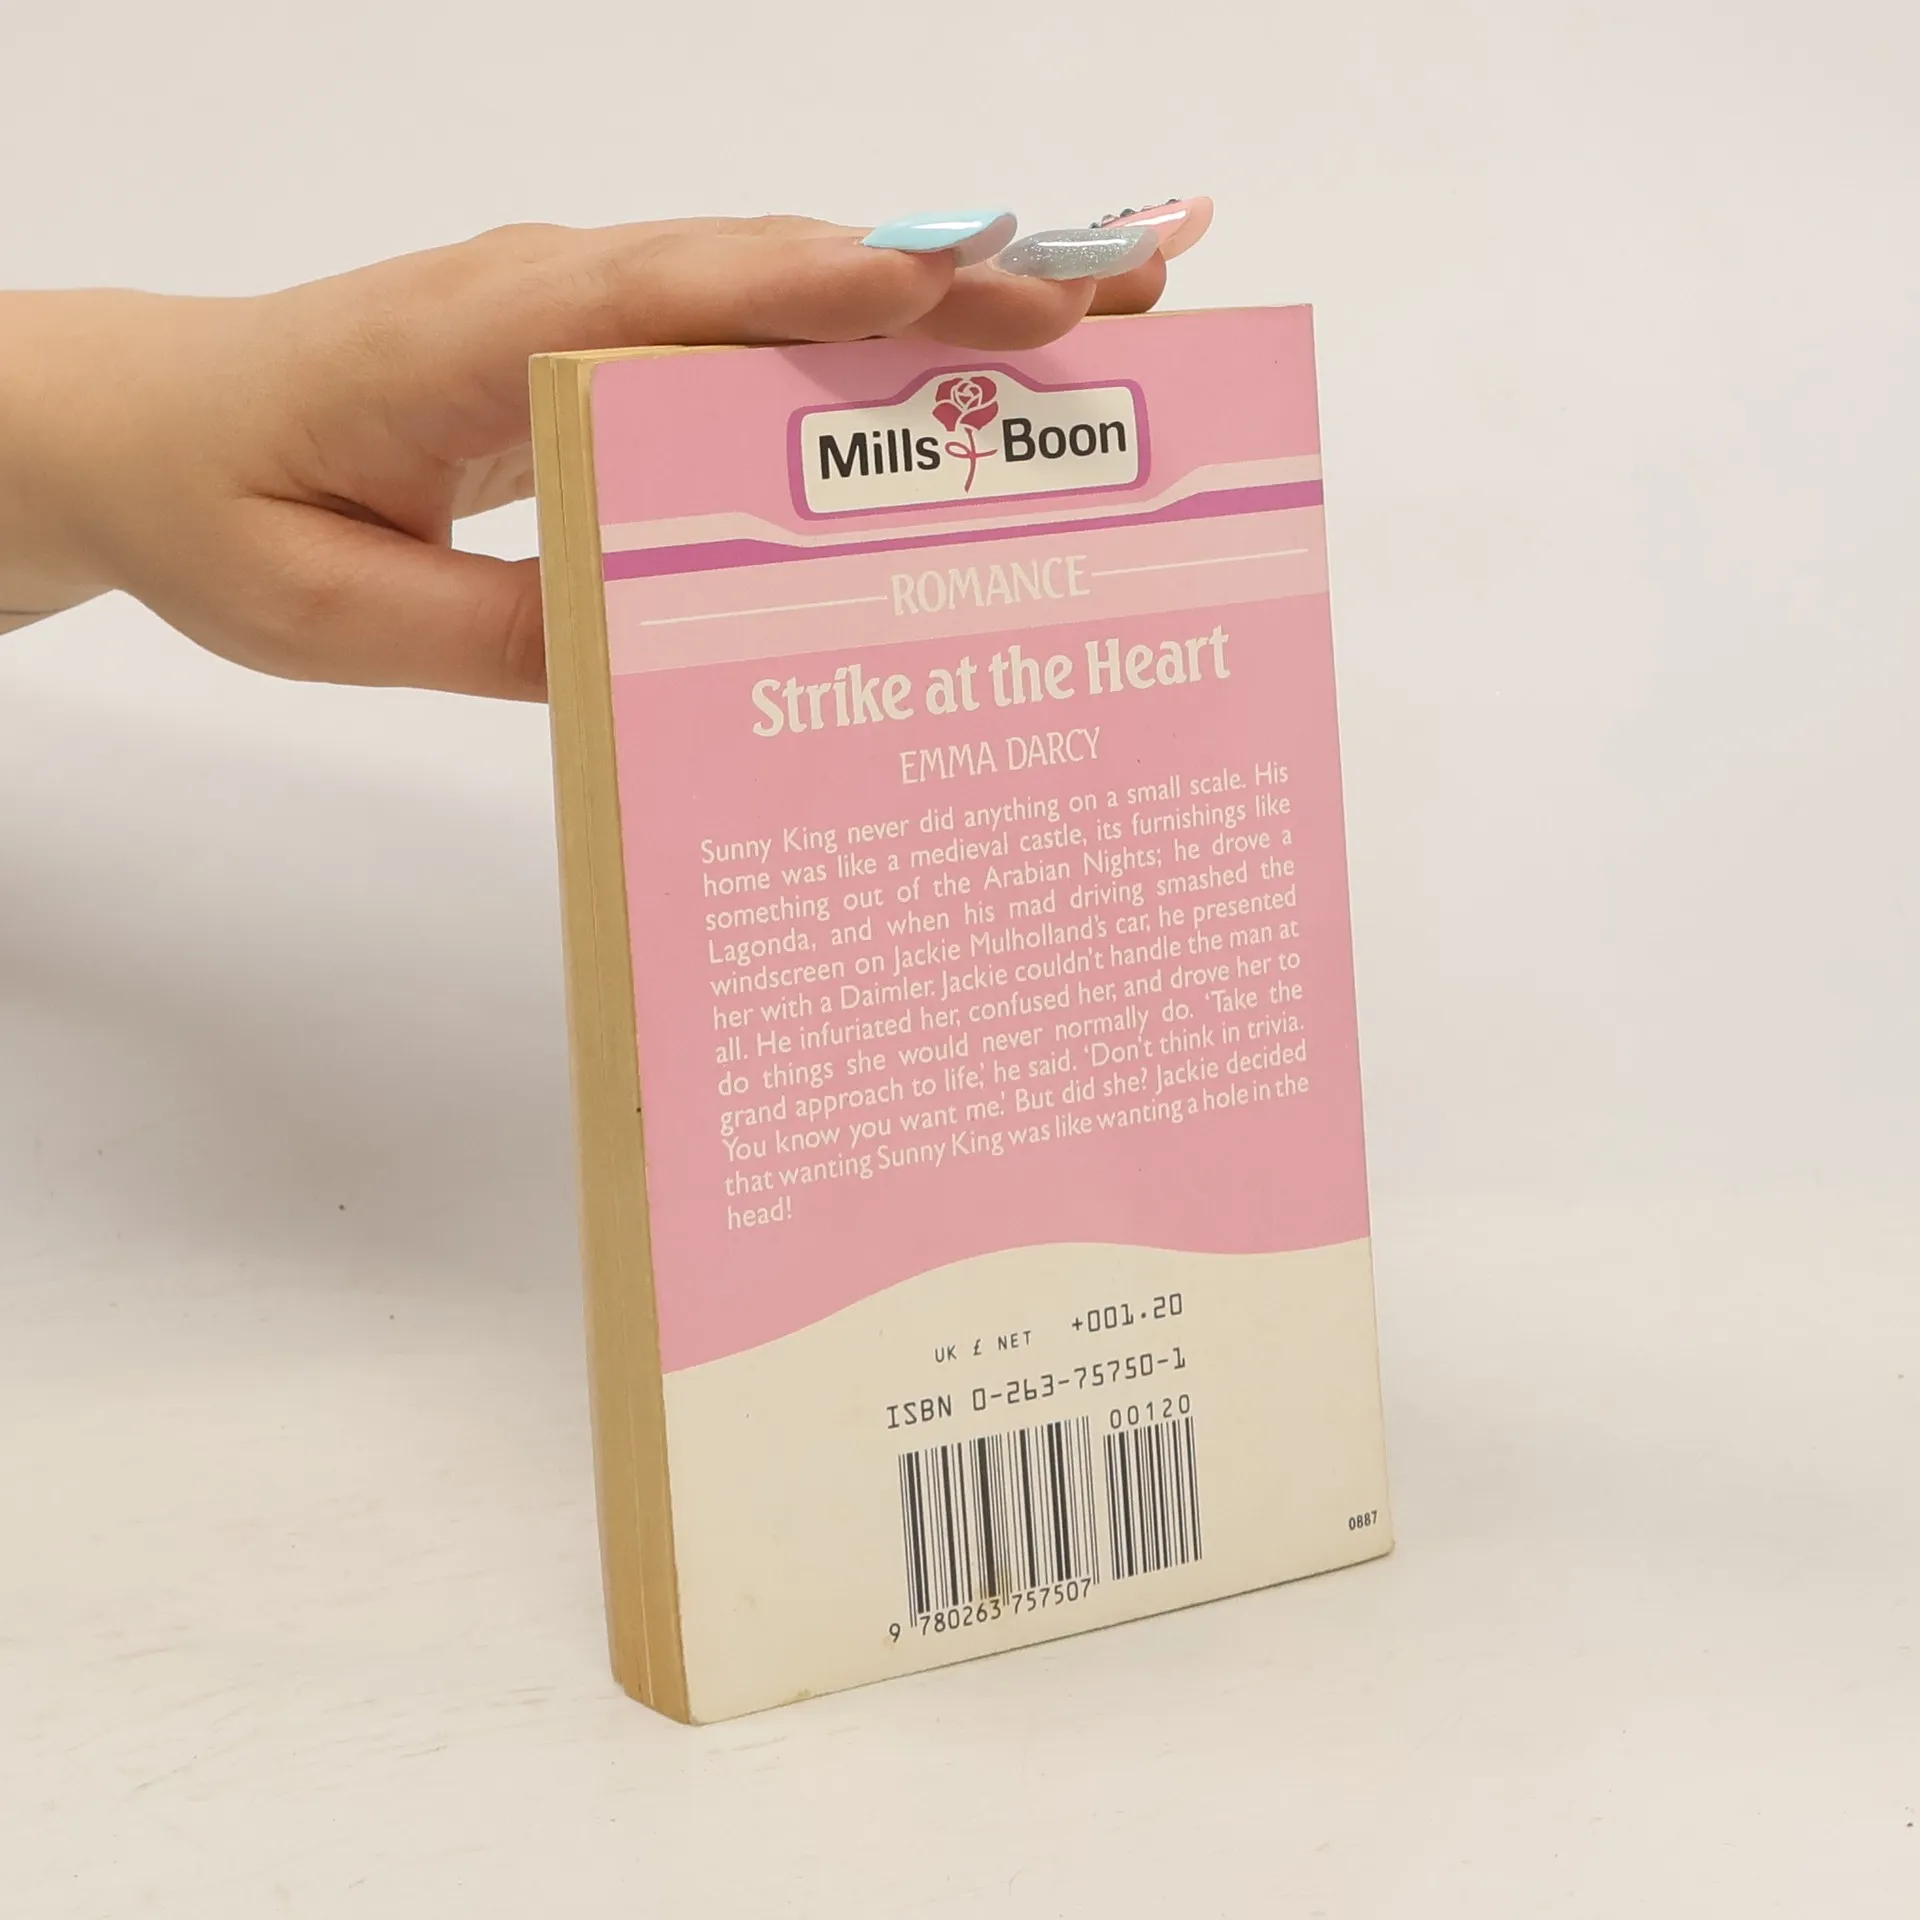 Mills & Boon
ROMANCE
Strike at the Heart
EMMA DARCY
Sunny King never did anything on a small scale. His
home was like a medieval castle, its furnishings like
something out of the Arabian Nights; he drove a
Lagonda, and when his mad driving smashed the
windscreen on Jackie Mulholland's car, he presented
her with a Daimler. Jackie couldn't handle the man at
all. He infuriated her, confused her, and drove her to
do things she would never normally do. 'Take the
grand approach to life,' he said. 'Don't think in trivia.
You know you want me.' But did she? Jackie decided
that wanting Sunny King was like wanting a hole in the
head!
UK £ NET +001.20
ISBN 0-263-75750-1
00120
9 780263 757507
0887